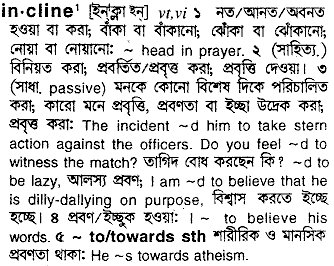 in·cline¹ [ইন্'ক্লা ইন্] vt,vi ১ নত/আনত/অবনত
হওয়া বা করা; বাঁকা বা বাঁকানো; ঝোঁকা বা ঝোঁকানো;
নোয়া বা নোয়ানো: ~ head in prayer. ২ (সাহিত্য.)
বিনিয়ত করা; প্রবর্তিত/প্রবৃত্ত করা; প্রবৃত্তি দেওয়া। ৩
(সাধা. passive) মনকে কোনো বিশেষ দিকে পরিচালিত
করা; কারো মনে প্রবৃত্তি, প্রবণতা বা ইচ্ছা উদ্রেক করা;
প্রবৃত্ত করা: The incident ~d him to take stern
action against the officers. Do you feel ~d to
witness the match? তাগিদ বোধ করছেন কি? ~d to
be lazy, আলস্য প্রবণ; I am ~d to believe that he
is dilly-dallying on purpose, বিশ্বাস করতে ইচ্ছে
হচ্ছে। ৪ প্রবণ/ইচ্ছুক হওয়া: I ~ to believe his
words. ৫ ~ to/towards sth শারীরিক ও মানসিক
প্রবণতা থাকা: He ~s towards atheism.